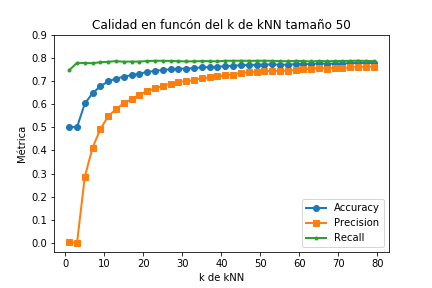 Calidad en funcón del k de kNN tamaño 50
0.9
0.8
0.7
0.6
0.5
0.4
0.3
0.2
0.1
0.0
Métrica
Accuracy
Precision
Recall
0 10 20 30 40 50 60 70 80
k de kNN